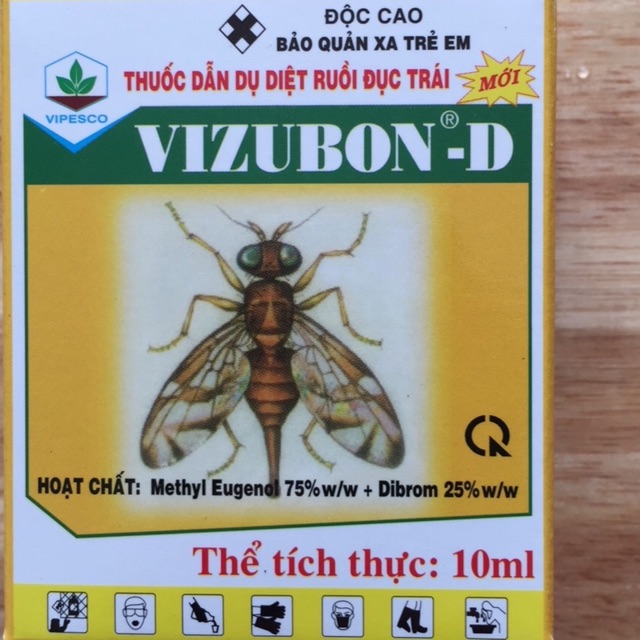 ĐỘC CAO
BẢO QUẢN XA TRẺ EM
THUỐC DẪN DỤ DIỆT RUỒI ĐỤC TRÁI
MỚI
VIPESCO
VIZUBON®-D
HOẠT CHẤT: Methyl Eugenol 75%w/w + Dibrom 25%w/w
Thể tích thực: 10ml